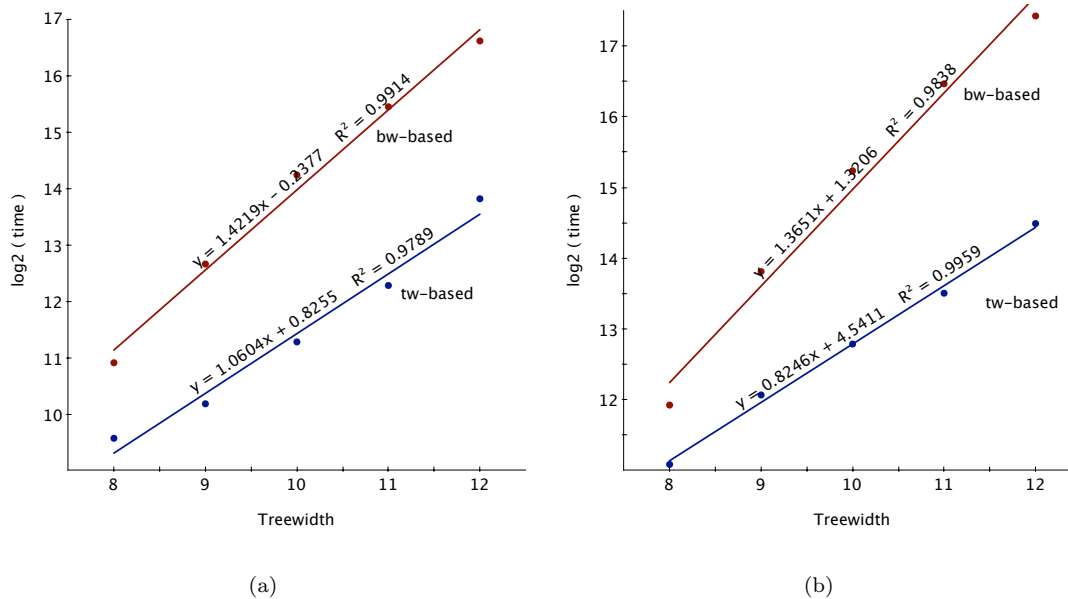 17
16
15
14
13
12
11
10
log2 ( time )
y = 1.4219x − 0.2377 R² = 0.9914
bw-based
y = 1.0604x + 0.8255 R² = 0.9789
tw-based
8 9 10 11 12
Treewidth
(a)
17
16
15
14
13
12
log2 ( time )
y = 1.3651x + 1.3206 R² = 0.9838
bw-based
y = 0.8246x + 4.5411 R² = 0.9959
tw-based
8 9 10 11 12
Treewidth
(b)